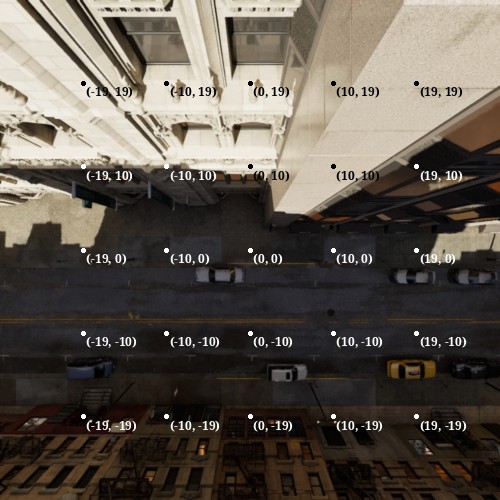 (-19, 19) (-10, 19) (0, 19) (10, 19) (19, 19)
(-19, 10) (-10, 10) (0, 10) (10, 10) (19, 10)
(-19, 0) (-10, 0) (0, 0) (10, 0) (19, 0)
(-19, -10) (-10, -10) (0, -10) (10, -10) (19, -10)
(-19, -19) (-10, -19) (0, -19) (10, -19) (19, -19)